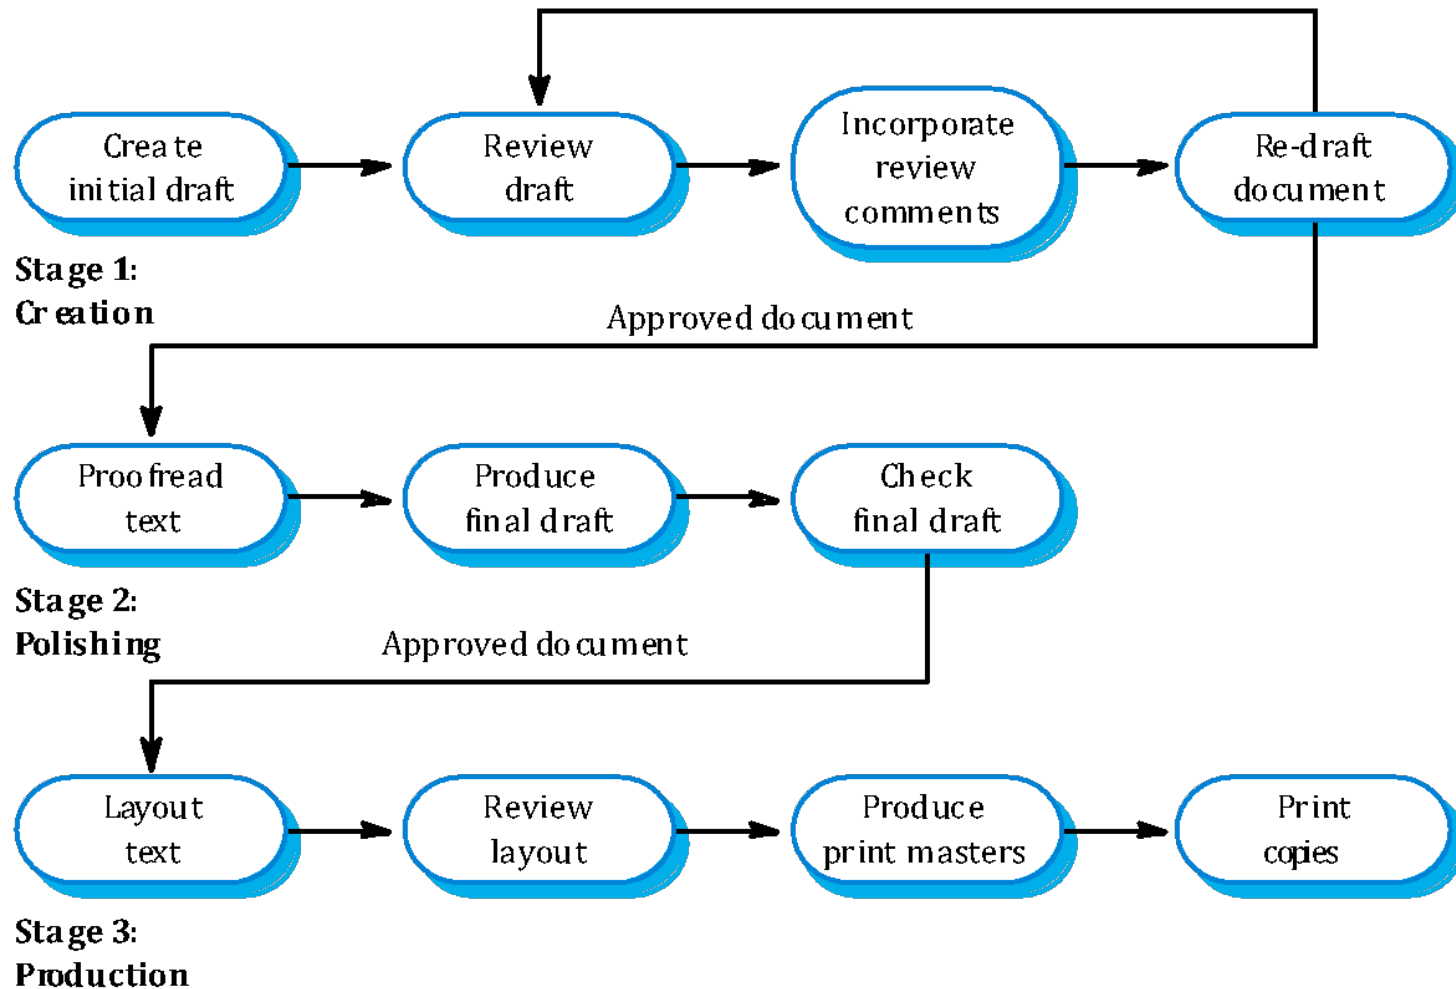 Create
initial draft
Review
draft
Incorporate
review
comments
Re-draft
document
Stage 1:
Creation
Approved document
Proofread
text
Produce
final draft
Check
final draft
Stage 2:
Polishing
Approved document
Layout
text
Review
layout
Produce
print masters
Print
copies
Stage 3:
Production